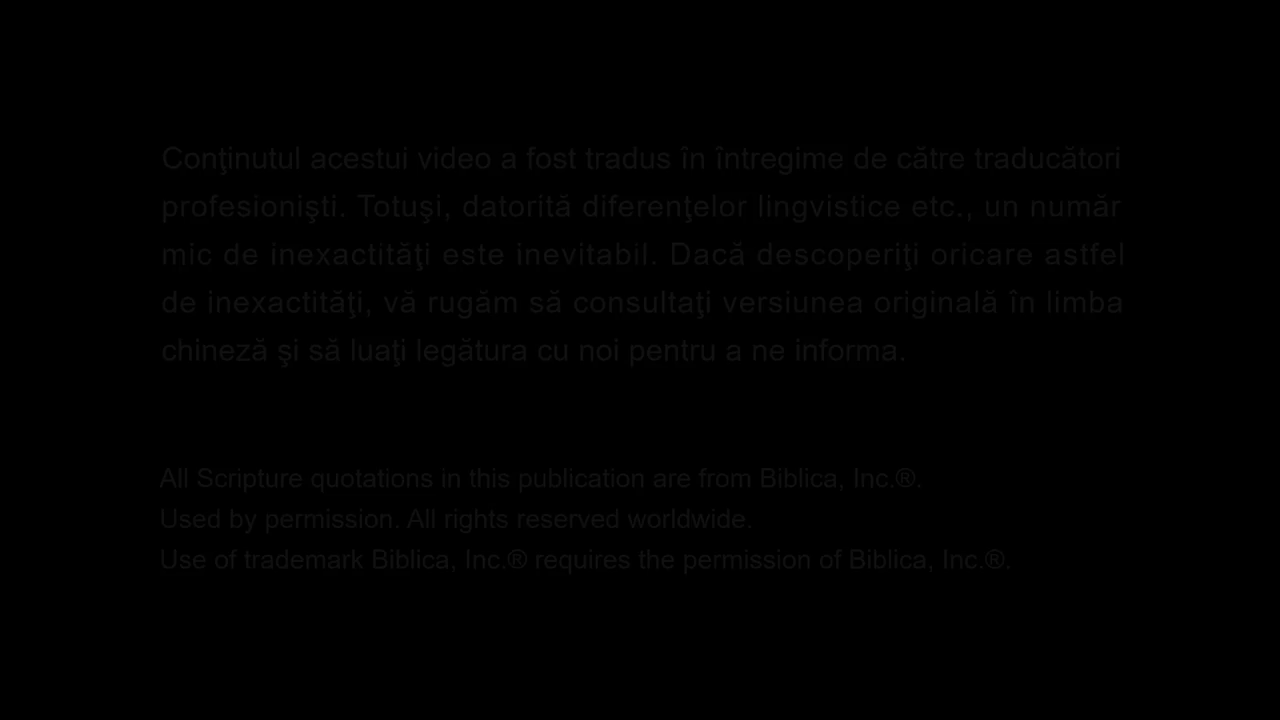 Conţinutul acestui video a fost tradus în întregime de către traducători
profesionişti. Totuşi, datorită diferenţelor lingvistice etc., un număr
mic de inexactităţi este inevitabil. Dacă descoperiţi oricare astfel
de inexactităţi, vă rugăm să consultaţi versiunea originală în limba
chineză şi să luaţi legătura cu noi pentru a ne informa.
All Scripture quotations in this publication are from Biblica, Inc.®.
Used by permission. All rights reserved worldwide.
Use of trademark Biblica, Inc.® requires the permission of Biblica, Inc.®.